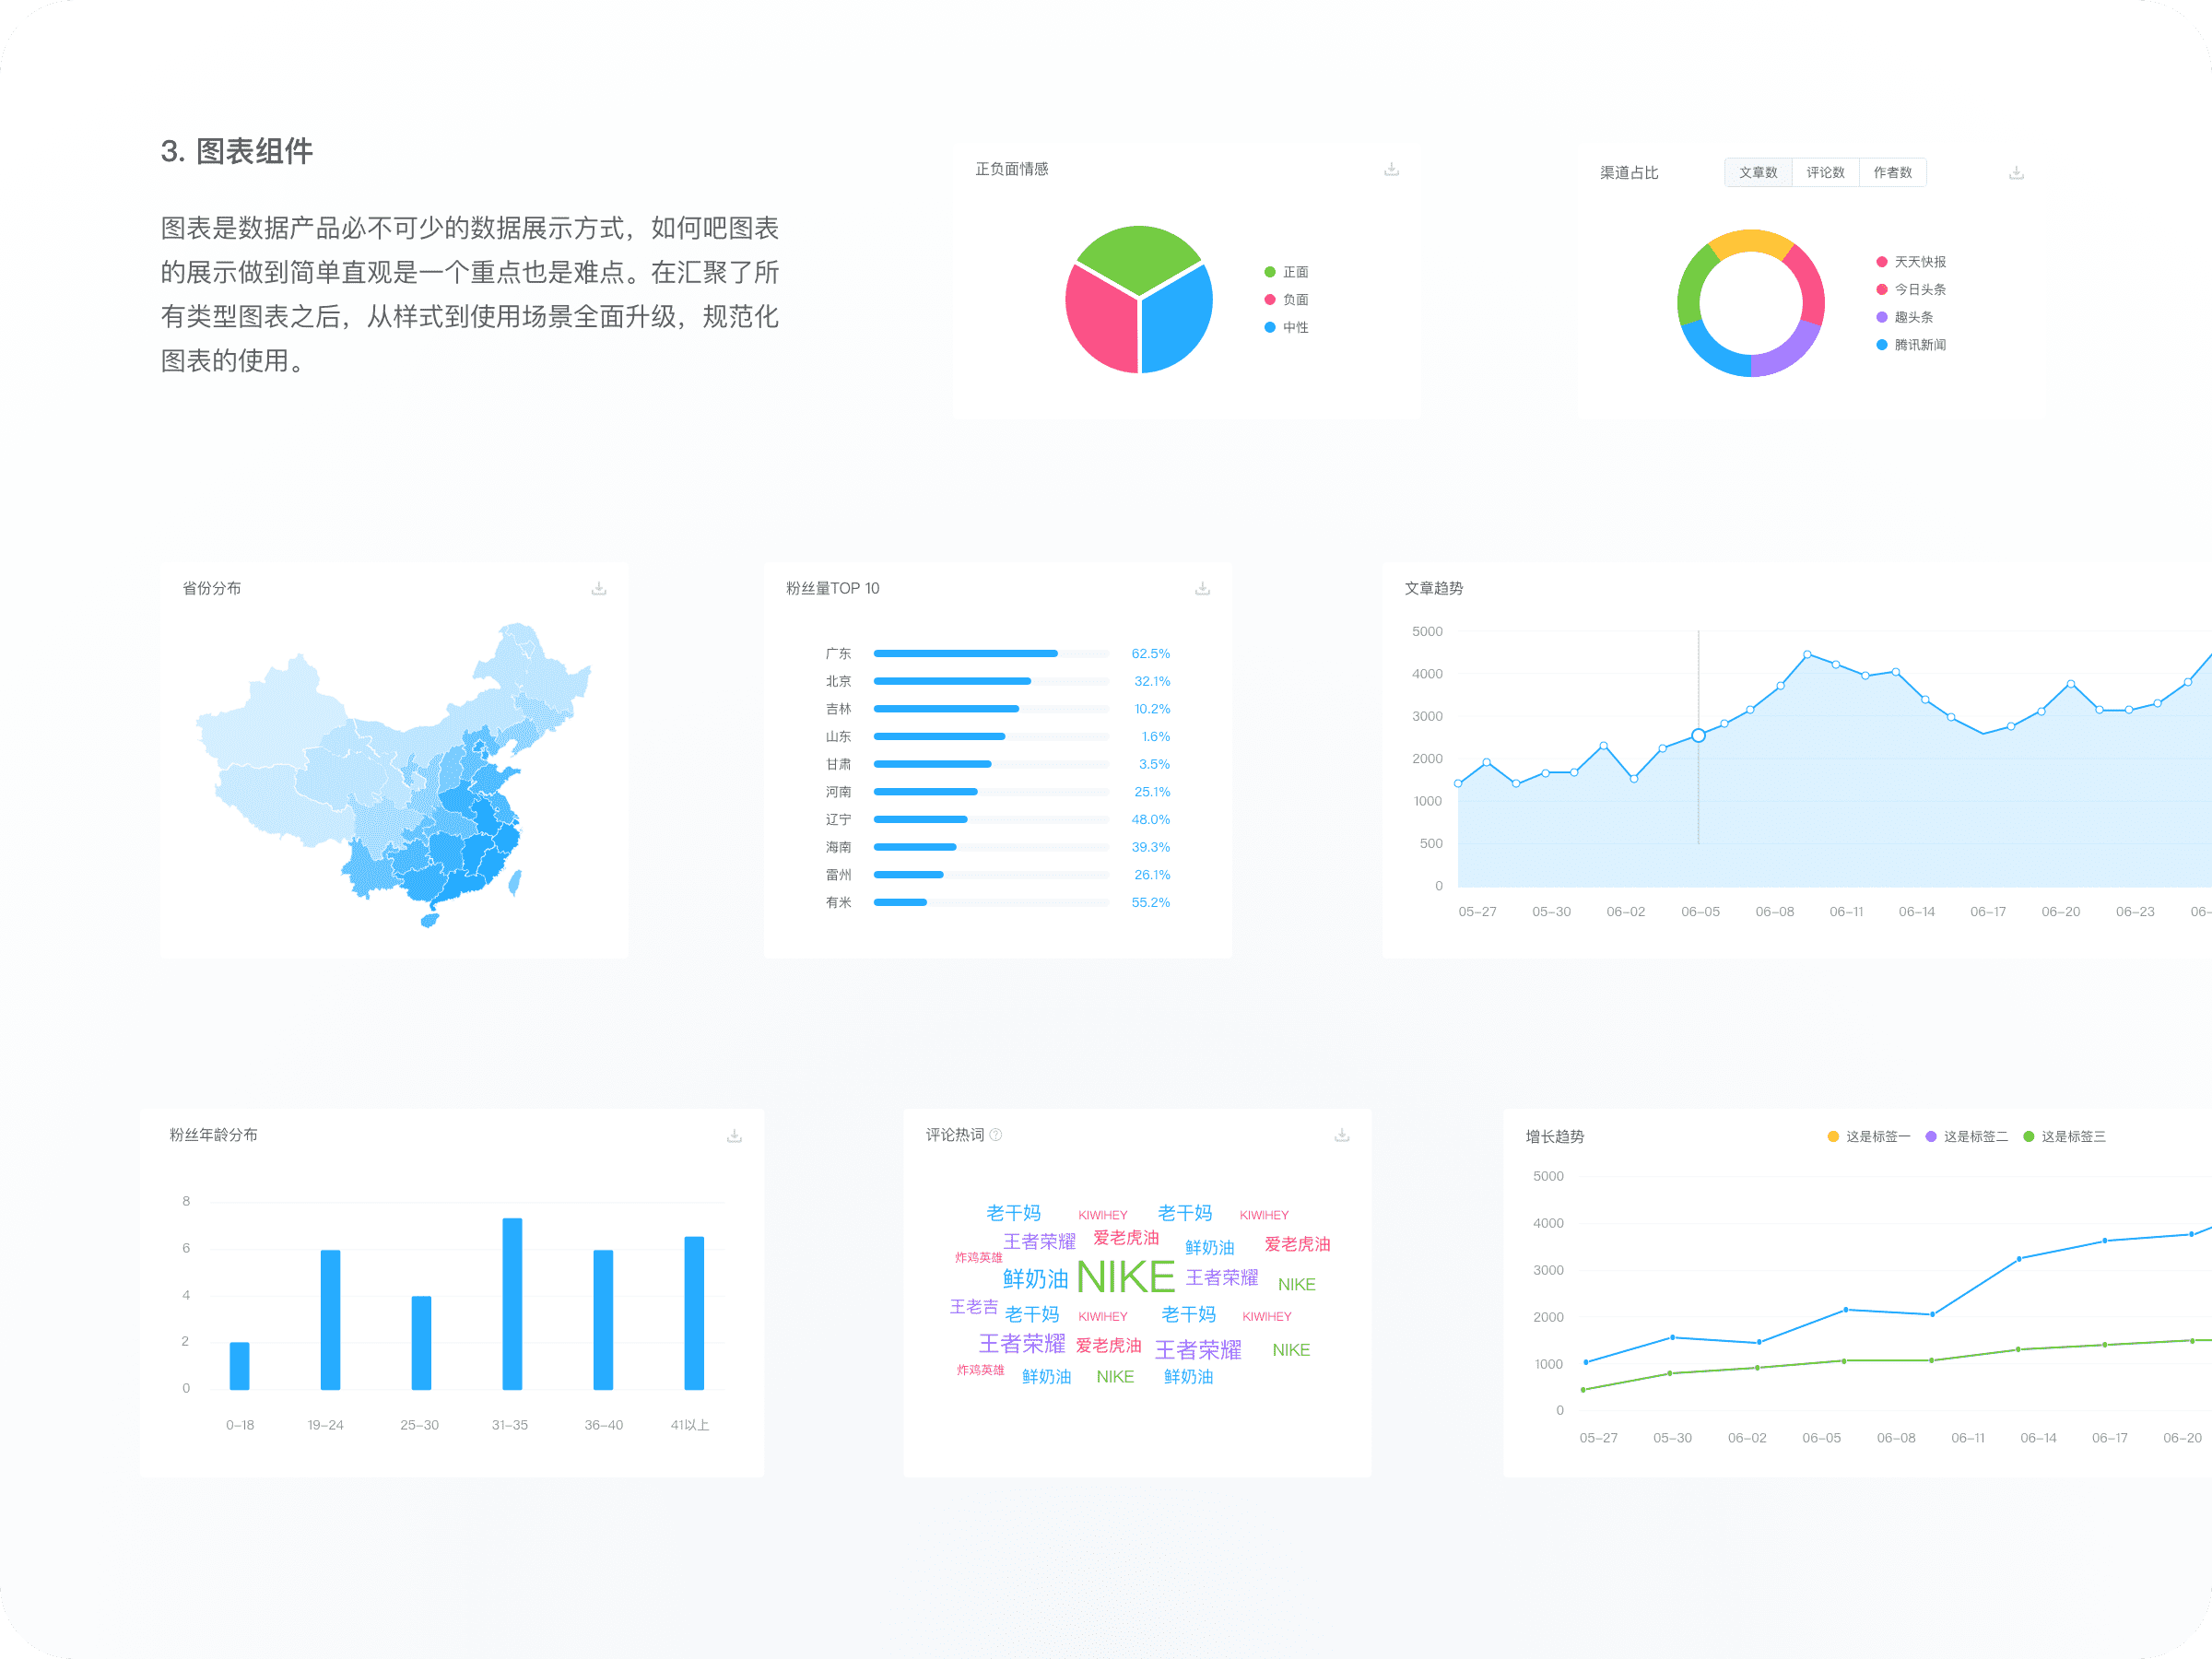 3. 图表组件
图表是数据产品必不可少的数据展示方式，如何吧图表
的展示做到简单直观是一个重点也是难点。在汇聚了所
有类型图表之后，从样式到使用场景全面升级，规范化
图表的使用。
正负面情感
正面
负面
中性
渠道占比
文章数 评论数 作者数
天天快报
今日头条
趣头条
腾讯新闻
省份分布
粉丝量TOP 10
广东 62.5%
北京 32.1%
吉林 10.2%
山东 1.6%
甘肃 3.5%
河南 25.1%
辽宁 48.0%
海南 39.3%
雷州 26.1%
有米 55.2%
文章趋势
5000
4000
3000
2000
1000
500
0
05-27 05-30 06-02 06-05 06-08 06-11 06-14 06-17 06-20 06-23 06-
粉丝年龄分布
8
6
4
2
0
0-18 19-24 25-30 31-35 36-40 41以上
评论热词
老干妈 KIWIHEY 老干妈 KIWIHEY
王者荣耀 爱老虎油 鲜奶油 爱老虎油
炸鸡英雄
鲜奶油 NIKE 王者荣耀 NIKE
王老吉 老干妈 KIWIHEY 老干妈 KIWIHEY
王者荣耀 爱老虎油 王者荣耀 NIKE
炸鸡英雄 鲜奶油 NIKE 鲜奶油
增长趋势
这是标签一 这是标签二 这是标签三
5000
4000
3000
2000
1000
0
05-27 05-30 06-02 06-05 06-08 06-11 06-14 06-17 06-20